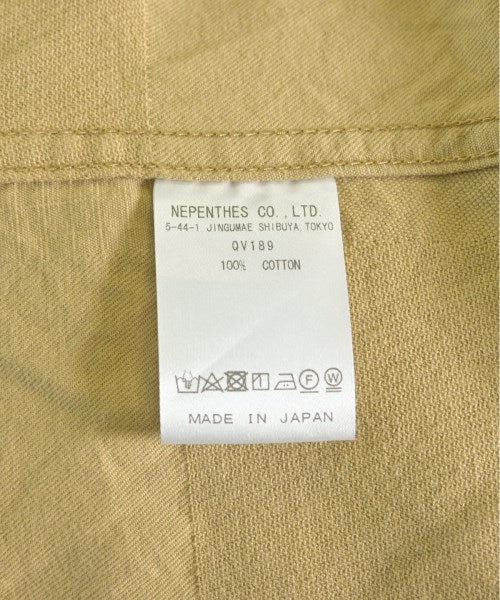 NEPENTHES CO.,LTD.
5-44-1 JINGUMAE SHIBUYA TOKYO
QV189
100% COTTON
F W
MADE IN JAPAN